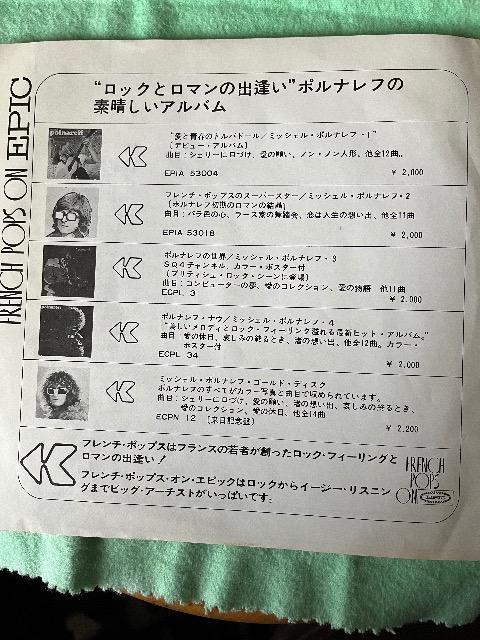 FRENCH POPS ON EPIC
“ロックとロマンの出逢い”ポルナレフの
素晴しいアルバム
polnareff
“愛と青春のトルバドール／ミッシェル・ポルナレフ・1”
（デビュー・アルバム）
曲目：シェリーに口づけ、愛の願い、ノン・ノン人形、他全12曲。
EPIA 53004 ￥ 2,000
フレンチ・ポップスのスーパースター／ミッシェル・ポルナレフ・2
（ポルナレフ初期のロマンの結晶）
曲目：バラ色の心、フース家の舞踏会、恋は人生の想い出、他全11曲
EPIA 53018 ￥ 2,000
ポルナレフの世界／ミッシェル・ポルナレフ・3
SQ4チャンネル、カラー・ポスター付
（ブリティッシュ・ロック・シーンに登場）
曲目：コンピューターの夢、愛のコレクション、愛の物語 他11曲
ECPL 3 ￥ 2,000
ポルナレフ・ナウ／ミッシェル・ポルナレフ・4
“美しいメロディとロック・フィーリング溢れる最新ヒット・アルバム。”
曲目：愛の休日、哀しみの終るとき、渚の想い出、他全12曲。カラー・
ポスター付
ECPL 34 ￥ 2,000
ミッシェル・ポルナレフ・ゴールド・ディスク
ポルナレフのすべてがカラー写真と曲目で収められています。
曲目：シェリーに口づけ、愛の願い、渚の想い出、哀しみの終るとき、
愛のコレクション、愛の休日、他全14曲
ECPN 12 （来日記念盤） ￥ 2,200
フレンチ・ポップスはフランスの若者が創ったロック・フィーリングと
ロマンの出逢い！
フレンチ・ポップス・オン・エピックはロックからイージー・リスニン
グまでビッグ・アーチストがいっぱいです。
FRENCH
POPS
ON